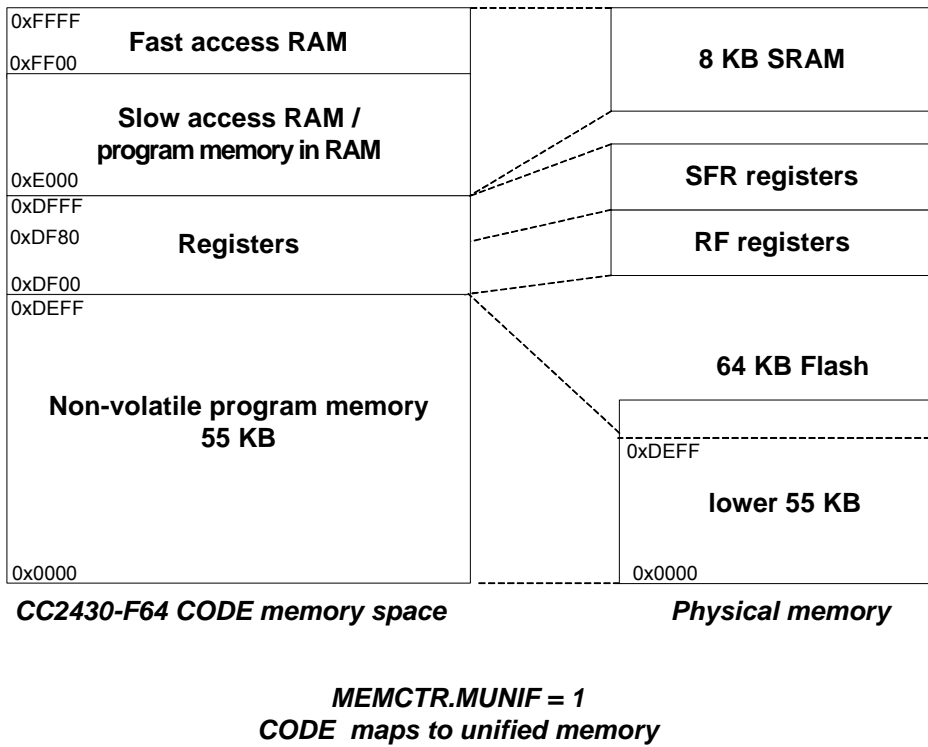 0xFFFF
Fast access RAM
0xFF00
8 KB SRAM
Slow access RAM /
program memory in RAM
0xE000
SFR registers
0xDFFF
0xDF80
Registers
RF registers
0xDF00
0xDEFF
64 KB Flash
Non-volatile program memory
55 KB
0xDEFF
lower 55 KB
0x0000
0x0000
CC2430-F64 CODE memory space
Physical memory
MEMCTR.MUNIF = 1
CODE maps to unified memory